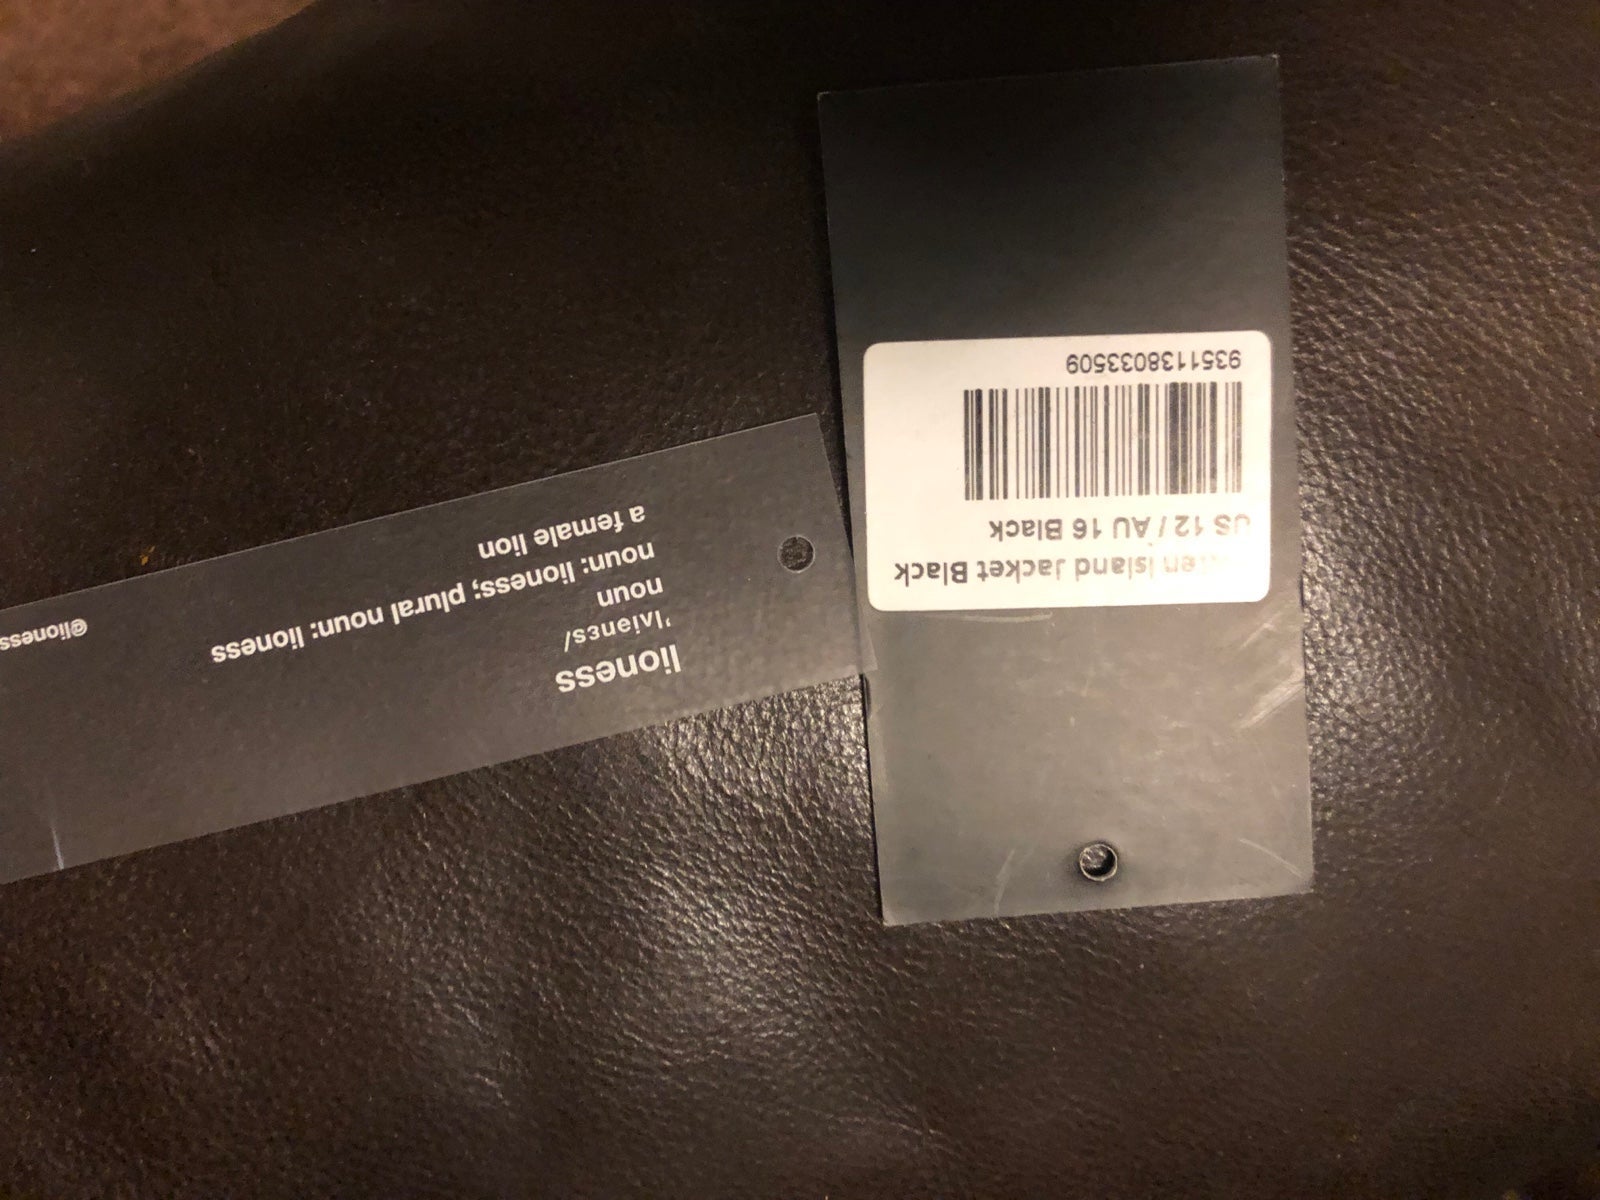 lioness
'lʌɪənɛs/
noun
noun: lioness; plural noun: lioness
a female lion
@lioness
Island Jacket Black
US 12 / AU 16 Black
9351138033509